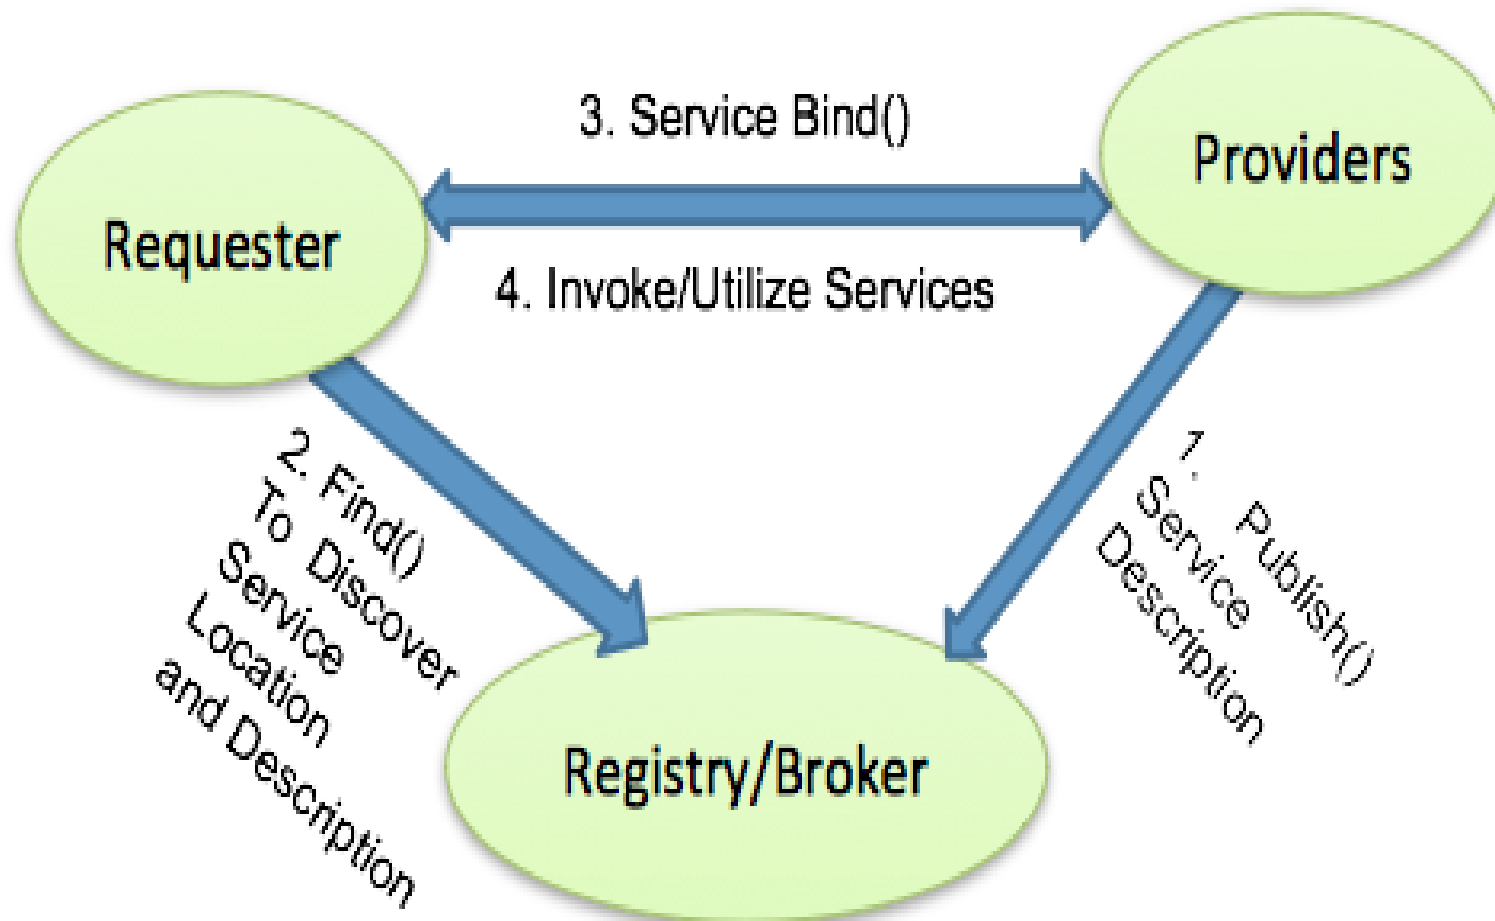 3. Service Bind()
Providers
Requester
4. Invoke/Utilize Services
2. Find()
To Discover
Service
Location
and Description
1. Publish()
Service
Description
Registry/Broker